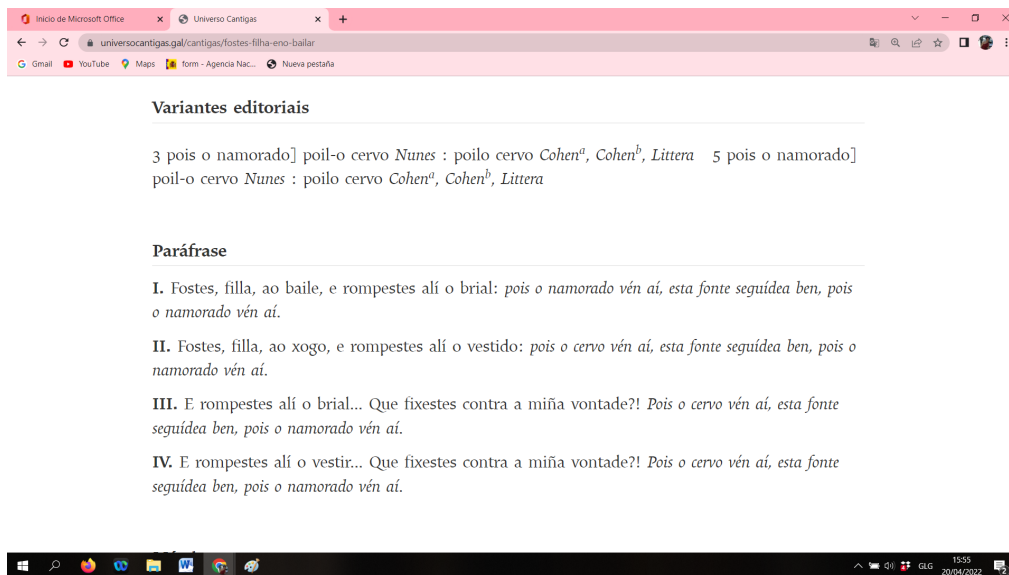 Inicio de Microsoft Office
Universo Cantigas
universocantigas.gal/cantigas/fostes-filha-eno-bailar
Gmail YouTube Maps form - Agencia Nac... Nueva pestaña
Variantes editoriais
3 pois o namorado] poil-o cervo Nunes : poilo cervo Cohenª, Cohenᵇ, Littera 5 pois o namorado]
poil-o cervo Nunes : poilo cervo Cohenª, Cohenᵇ, Littera
Paráfrase
I. Fostes, filla, ao baile, e rompestes alí o brial: pois o namorado vén aí, esta fonte seguídea ben, pois
o namorado vén aí.
II. Fostes, filla, ao xogo, e rompestes alí o vestido: pois o cervo vén aí, esta fonte seguídea ben, pois o
namorado vén aí.
III. E rompestes alí o brial... Que fixestes contra a miña vontade?! Pois o cervo vén aí, esta fonte
seguídea ben, pois o namorado vén aí.
IV. E rompestes alí o vestir... Que fixestes contra a miña vontade?! Pois o cervo vén aí, esta fonte
seguídea ben, pois o namorado vén aí.
GLG
15:55
20/04/2022
2